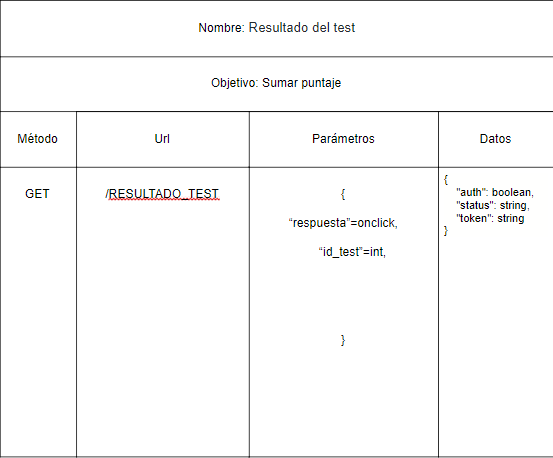 Nombre: Resultado del test
Objetivo: Sumar puntaje
Método Url Parámetros Datos
GET /RESULTADO_TEST
{
“respuesta”=onclick,
“id_test”=int,
}
{
"auth": boolean,
"status": string,
"token": string
}